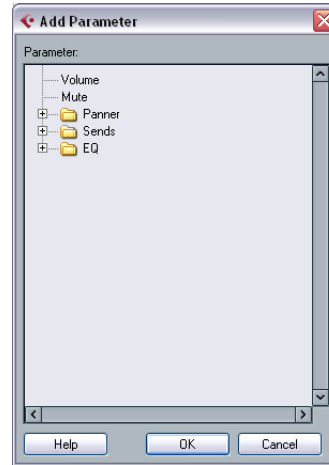 Add Parameter
Parameter:
Volume
Mute
Panner
Sends
EQ
Help OK Cancel